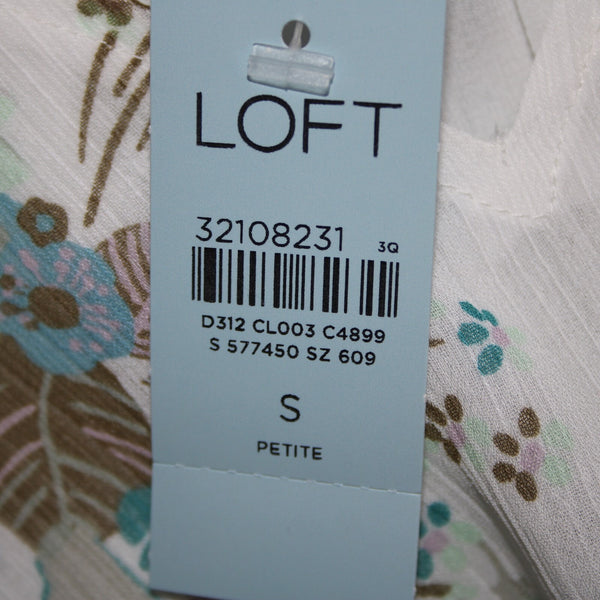 LOFT
32108231 3Q
D312 CL003 C4899
S 577450 SZ 609
S
PETITE